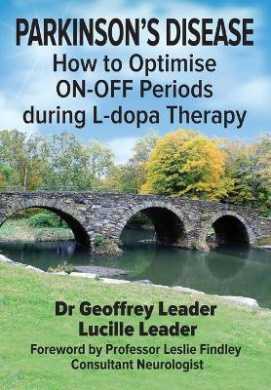 PARKINSON'S DISEASE
How to Optimise
ON-OFF Periods
during L-dopa Therapy
Dr Geoffrey Leader
Lucille Leader
Foreword by Professor Leslie Findley
Consultant Neurologist